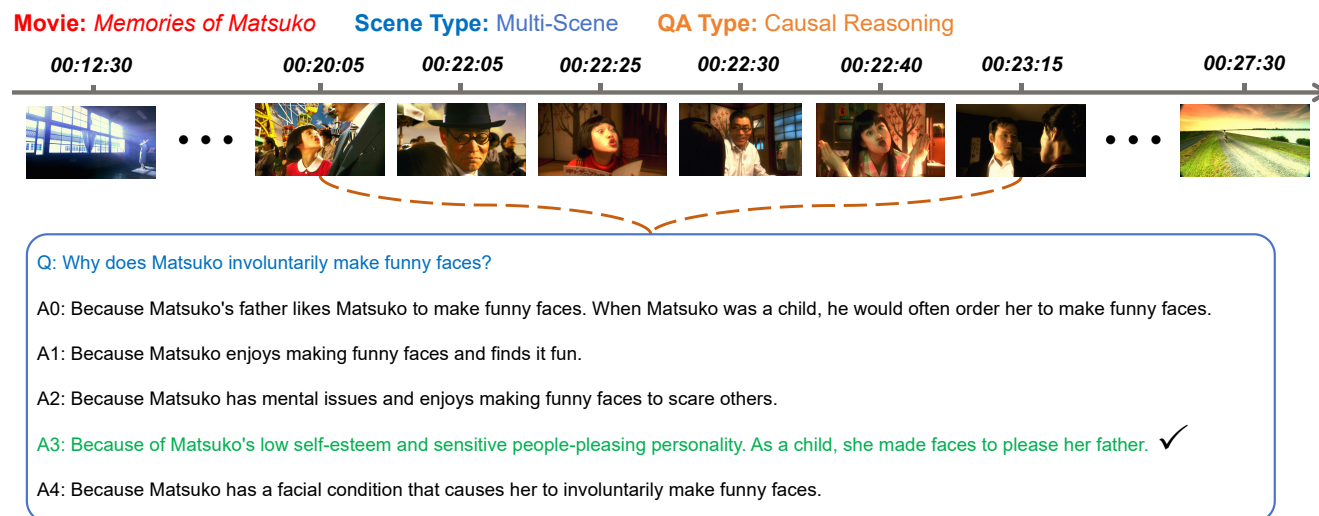 Movie: Memories of Matsuko Scene Type: Multi-Scene QA Type: Causal Reasoning
00:12:30 00:20:05 00:22:05 00:22:25 00:22:30 00:22:40 00:23:15 00:27:30
Q: Why does Matsuko involuntarily make funny faces?
A0: Because Matsuko's father likes Matsuko to make funny faces. When Matsuko was a child, he would often order her to make funny faces.
A1: Because Matsuko enjoys making funny faces and finds it fun.
A2: Because Matsuko has mental issues and enjoys making funny faces to scare others.
A3: Because of Matsuko's low self-esteem and sensitive people-pleasing personality. As a child, she made faces to please her father. ✓
A4: Because Matsuko has a facial condition that causes her to involuntarily make funny faces.